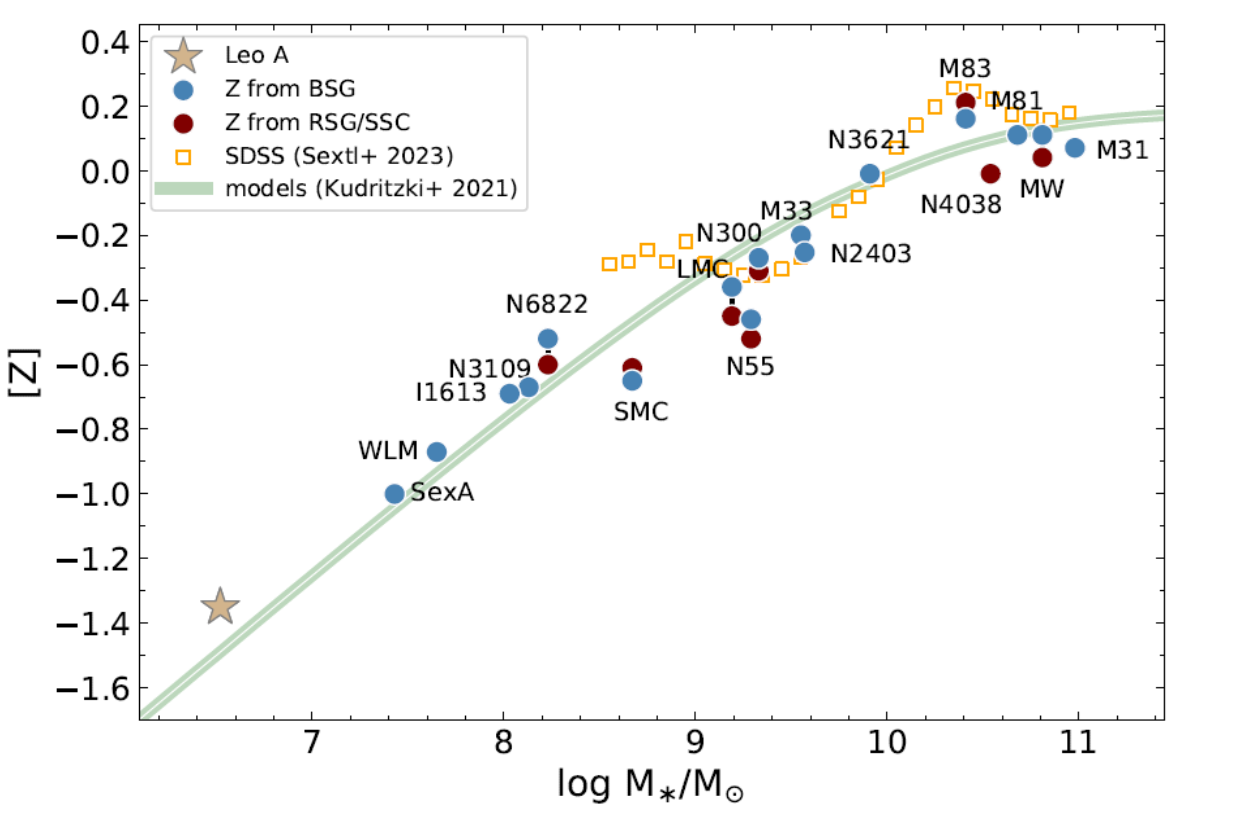 [Z]
0.4
0.2
0.0
−0.2
−0.4
−0.6
−0.8
−1.0
−1.2
−1.4
−1.6
Leo A
Z from BSG
Z from RSG/SSC
SDSS (Sextl+ 2023)
models (Kudritzki+ 2021)
M83
M81
N3621
M31
MW
N4038
M33
N300
N2403
LMC
N6822
N55
N3109
I1613
SMC
WLM
SexA
7
8
9
10
11
log M∗/M⊙